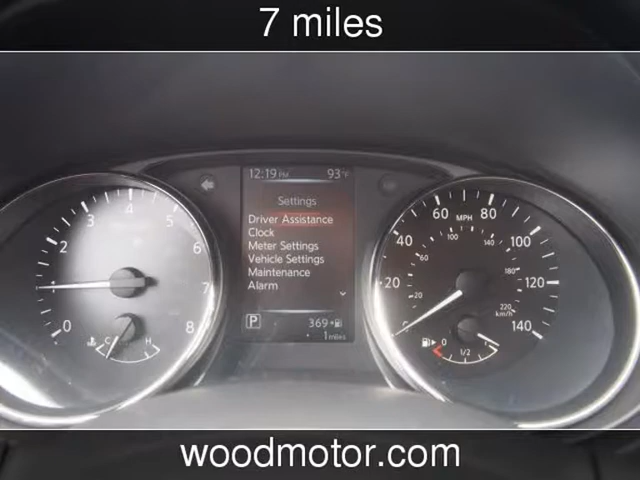 7 miles
12:19 PM 93°F
Settings
Driver Assistance
Clock
Meter Settings
Vehicle Settings
Maintenance
Alarm
P 369
1 miles
0 1 2 3 4 5 6 7 8
C H
0 20 40 60 80 100 120 140
MPH
20 60 100 140 180 220
km/h
0 1/2
woodmotor.com